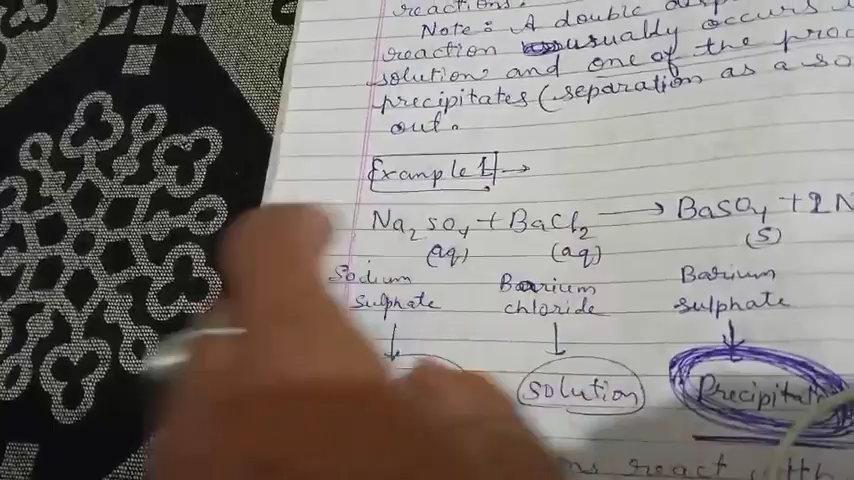 reactions.
Note: A double
reaction usually occurs
solution and one of the
precipitates (separation as a
out.
Example 1 →
Na₂SO₄ + BaCl₂ → BaSO₄ + 2 N
(aq) (aq) (s)
Sodium sulphate Barium chloride Barium sulphate
↓ ↓ ↓
solution
react